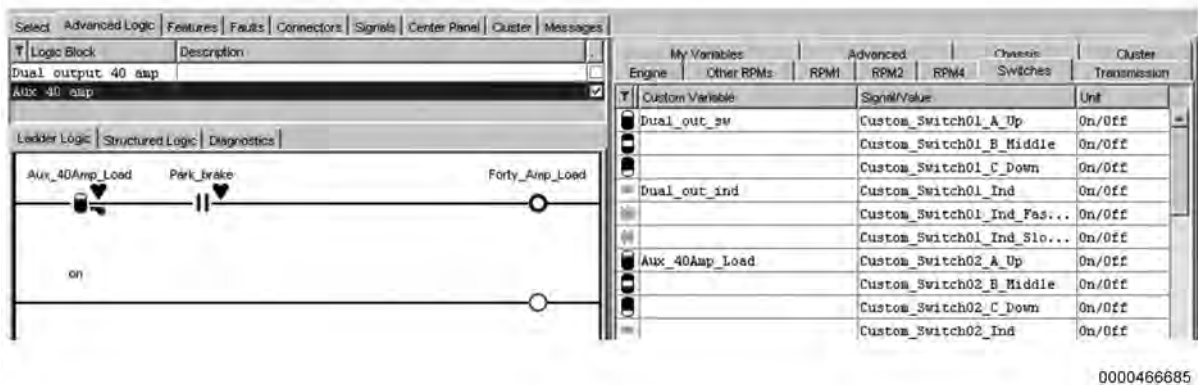 Select Advanced Logic Features Faults Connectors Signals Center Panel Cluster Messages
Logic Block Description
Dual output 40 amp
Aux 40 amp
Ladder Logic Structured Logic Diagnostics
Aux_40Amp_Load Park_brake Forty_Amp_Load
on
My Variables Advanced Chassis Cluster
Engine Other RPMs RPM1 RPM2 RPM4 Switches Transmission
Custom Variable Signal/Value Unit
Dual_out_sw Custom_Switch01_A_Up On/Off
Custom_Switch01_B_Middle On/Off
Custom_Switch01_C_Down On/Off
Dual_out_ind Custom_Switch01_Ind On/Off
Custom_Switch01_Ind_Fas... On/Off
Custom_Switch01_Ind_Slo... On/Off
Aux_40Amp_Load Custom_Switch02_A_Up On/Off
Custom_Switch02_B_Middle On/Off
Custom_Switch02_C_Down On/Off
Custom_Switch02_Ind On/Off
0000466685